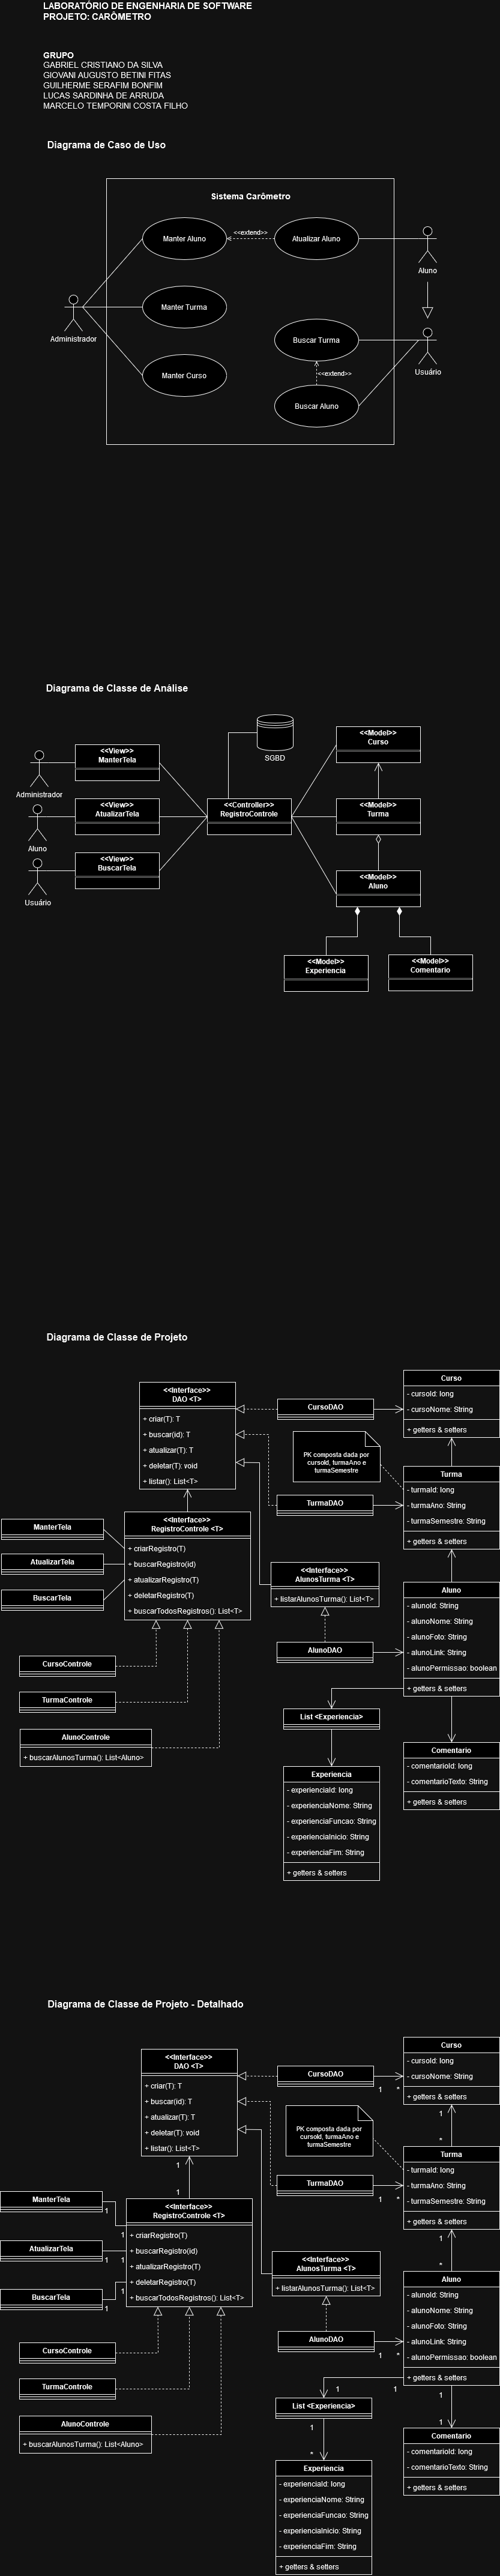 LABORATÓRIO DE ENGENHARIA DE SOFTWARE
PROJETO: CARÔMETRO
GRUPO
GABRIEL CRISTIANO DA SILVA
GIOVANI AUGUSTO BETINI FITAS
GUILHERME SERAFIM BONFIM
LUCAS SARDINHA DE ARRUDA
MARCELO TEMPORINI COSTA FILHO
Diagrama de Caso de Uso
Sistema Carômetro
Manter Aluno
<<extend>>
Atualizar Aluno
Aluno
Manter Turma
Administrador
Buscar Turma
Usuário
Manter Curso
<<extend>>
Buscar Aluno
Diagrama de Classe de Análise
<<View>>
ManterTela
Administrador
SGBD
<<Model>>
Curso
<<View>>
AtualizarTela
Aluno
<<Controller>>
RegistroControle
<<Model>>
Turma
<<View>>
BuscarTela
Usuário
<<Model>>
Aluno
<<Model>>
Experiencia
<<Model>>
Comentario
Diagrama de Classe de Projeto
<<Interface>>
DAO <T>
+ criar(T): T
+ buscar(id): T
+ atualizar(T): T
+ deletar(T): void
+ listar(): List<T>
CursoDAO
Curso
- cursoId: long
- cursoNome: String
+ getters & setters
PK composta dada por
cursoId, turmaAno e
turmaSemestre
TurmaDAO
Turma
- turmaId: long
- turmaAno: String
- turmaSemestre: String
+ getters & setters
ManterTela
AtualizarTela
BuscarTela
<<Interface>>
RegistroControle <T>
+ criarRegistro(T)
+ buscarRegistro(id)
+ atualizarRegistro(T)
+ deletarRegistro(T)
+ buscarTodosRegistros(): List<T>
<<Interface>>
AlunosTurma <T>
+ listarAlunosTurma(): List<T>
AlunoDAO
Aluno
- alunoId: String
- alunoNome: String
- alunoFoto: String
- alunoLink: String
- alunoPermissao: boolean
+ getters & setters
CursoControle
TurmaControle
AlunoControle
+ buscarAlunosTurma(): List<Aluno>
List <Experiencia>
Experiencia
- experienciaId: long
- experienciaNome: String
- experienciaFuncao: String
- experienciaInicio: String
- experienciaFim: String
+ getters & setters
Comentario
- comentarioId: long
- comentarioTexto: String
+ getters & setters
Diagrama de Classe de Projeto - Detalhado
<<Interface>>
DAO <T>
+ criar(T): T
+ buscar(id): T
+ atualizar(T): T
+ deletar(T): void
+ listar(): List<T>
CursoDAO
1
*
Curso
- cursoId: long
- cursoNome: String
+ getters & setters
1
*
PK composta dada por
cursoId, turmaAno e
turmaSemestre
TurmaDAO
1
*
Turma
- turmaId: long
- turmaAno: String
- turmaSemestre: String
+ getters & setters
1
*
1
1
ManterTela
1
1
AtualizarTela
1
1
BuscarTela
1
1
<<Interface>>
RegistroControle <T>
+ criarRegistro(T)
+ buscarRegistro(id)
+ atualizarRegistro(T)
+ deletarRegistro(T)
+ buscarTodosRegistros(): List<T>
<<Interface>>
AlunosTurma <T>
+ listarAlunosTurma(): List<T>
AlunoDAO
1
*
Aluno
- alunoId: String
- alunoNome: String
- alunoFoto: String
- alunoLink: String
- alunoPermissao: boolean
+ getters & setters
CursoControle
TurmaControle
AlunoControle
+ buscarAlunosTurma(): List<Aluno>
1
1
List <Experiencia>
1
*
Experiencia
- experienciaId: long
- experienciaNome: String
- experienciaFuncao: String
- experienciaInicio: String
- experienciaFim: String
+ getters & setters
1
1
Comentario
- comentarioId: long
- comentarioTexto: String
+ getters & setters